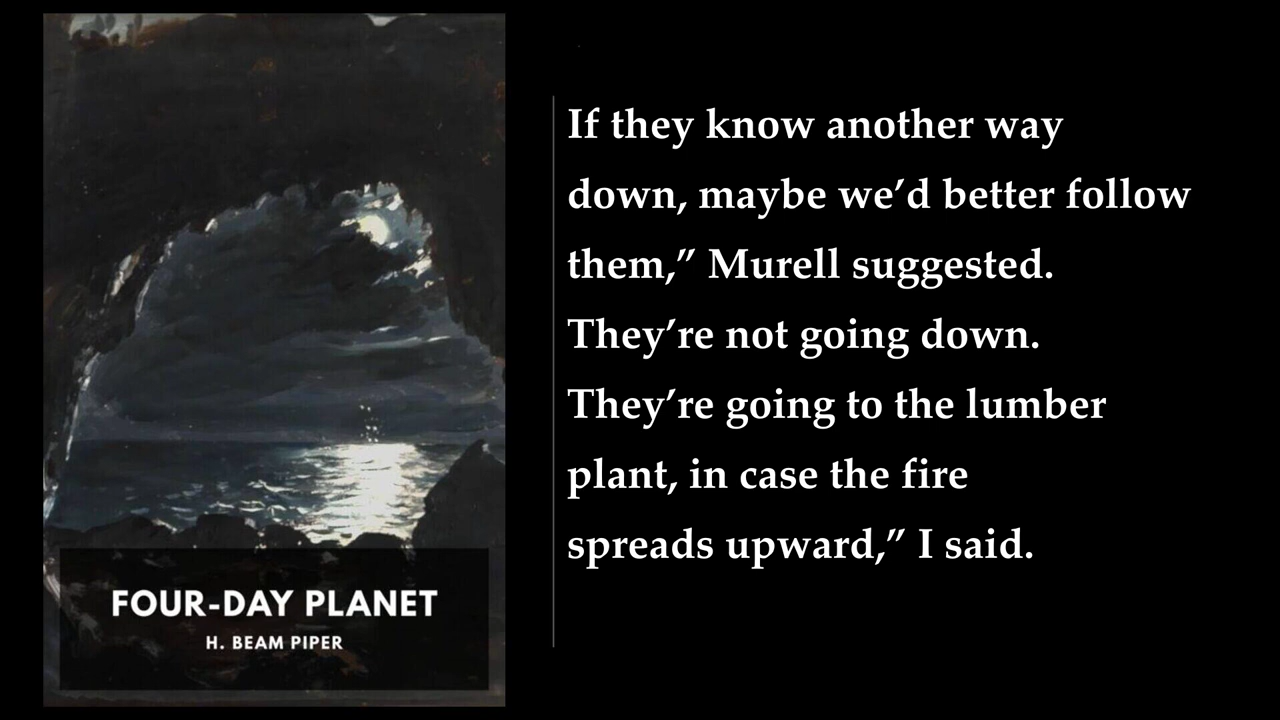 If they know another way
down, maybe we’d better follow
them,” Murell suggested.
They’re not going down.
They’re going to the lumber
plant, in case the fire
spreads upward,” I said.
FOUR-DAY PLANET
H. BEAM PIPER